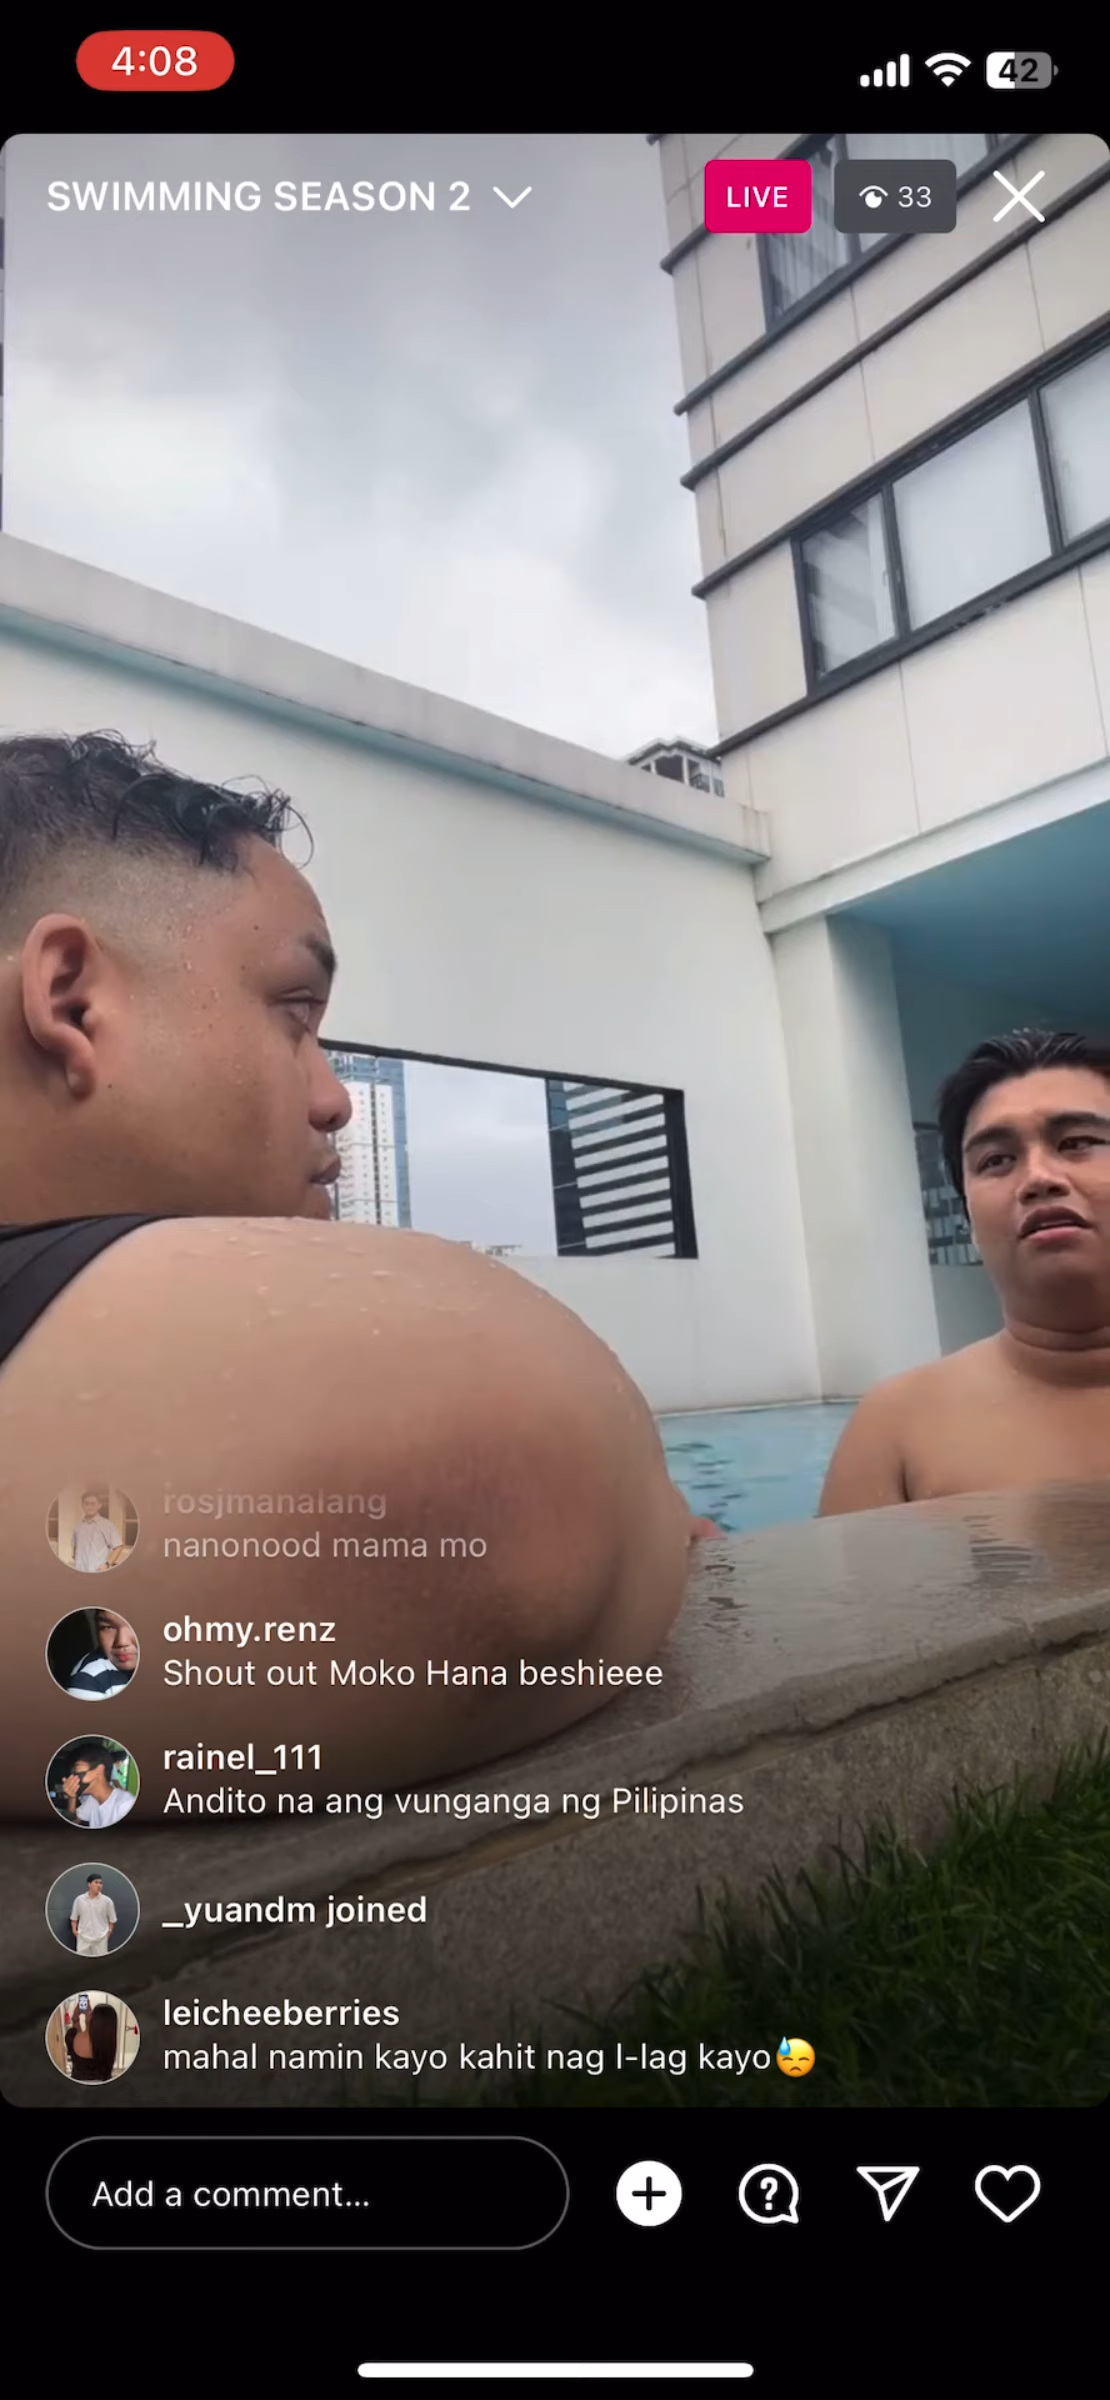 4:08
42
SWIMMING SEASON 2
LIVE
33
rosjmanalang
nanonood mama mo
ohmy.renz
Shout out Moko Hana beshieee
rainel_111
Andito na ang vunganga ng Pilipinas
_yuandm joined
leicheeberries
mahal namin kayo kahit nag l-lag kayo😓
Add a comment...